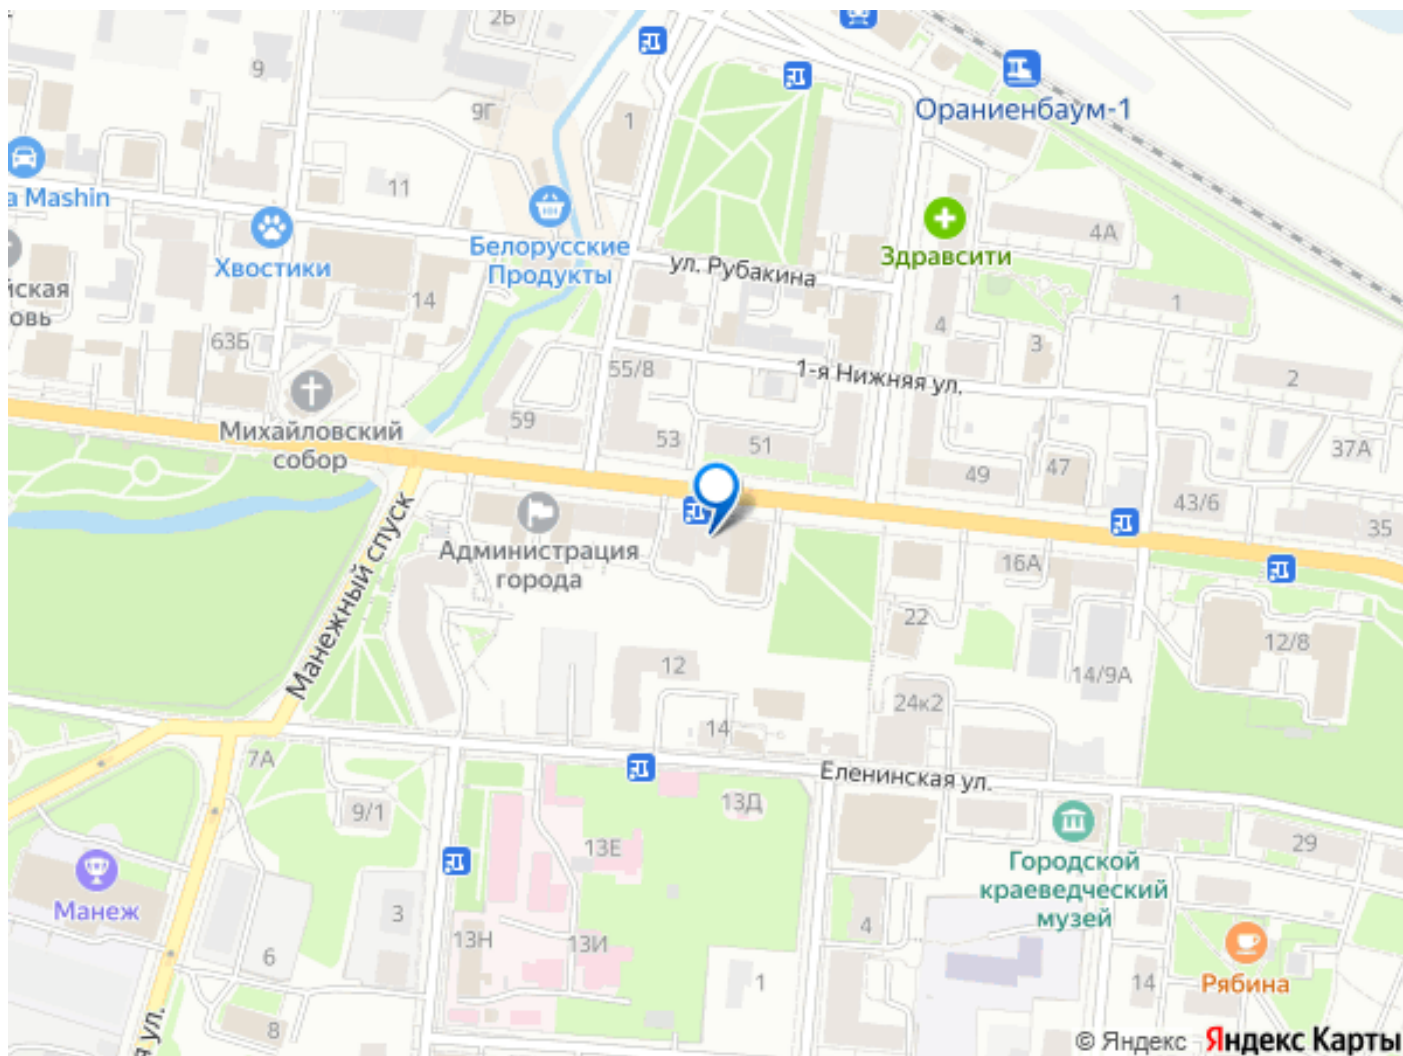 2Б
9
9Г
1
Ораниенбаум-1
a Mashin
11
Хвостики
Белорусские
Продукты
ул. Рубакина
Здравсити
4А
йская
овь
14
63Б
1
4
3
55/8
1-я Нижняя ул.
2
Михайловский
собор
59
53
51
49
47
37А
43/6
35
Манежный спуск
Администрация
города
16А
22
12/8
12
14/9А
24к2
14
7А
Еленинская ул.
13Д
9/1
13Е
29
Городской
краеведческий
музей
Манеж
3
4
13Н
13И
6
1
14
Рябина
8
я ул.
© Яндекс Яндекс Карты